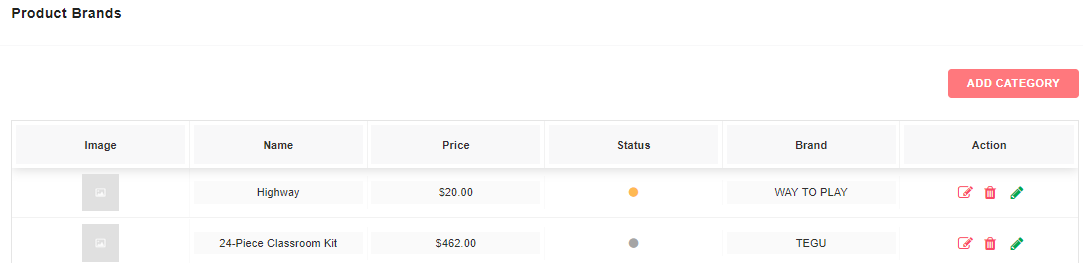 Product Brands
ADD CATEGORY
Image Name Price Status Brand Action
Highway $20.00 WAY TO PLAY
24-Piece Classroom Kit $462.00 TEGU